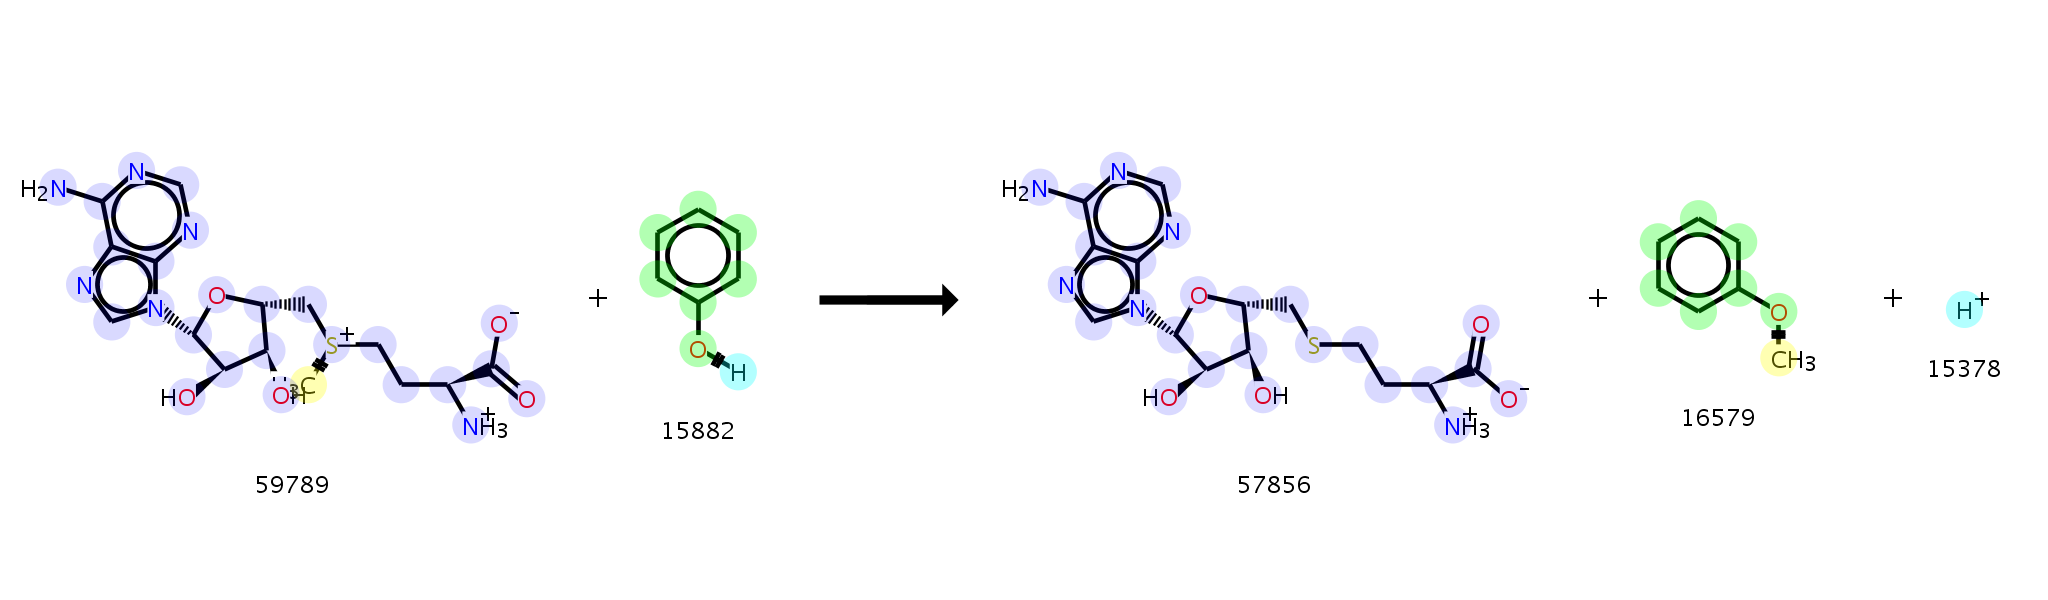 H2N N N N N O S+ H3C HO OH O- O NH3+
59789
+
O H
15882
H2N N N N N O S HO OH O O- NH3+
57856
+
O CH3
16579
+
H+
15378